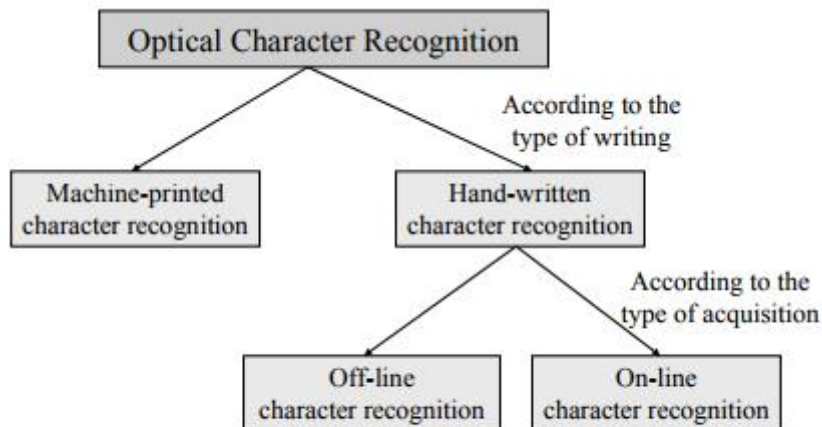 Optical Character Recognition
According to the
type of writing
Machine-printed
character recognition
Hand-written
character recognition
According to the
type of acquisition
Off-line
character recognition
On-line
character recognition